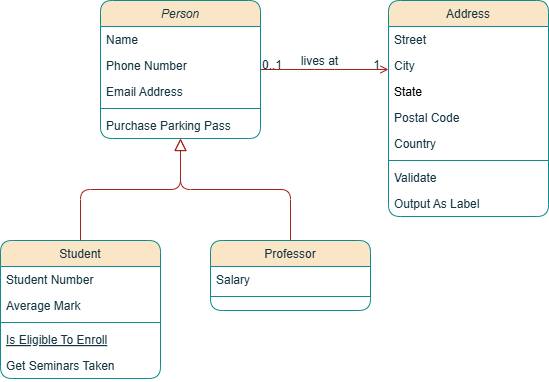 Person
Name
Phone Number
Email Address
Purchase Parking Pass
0..1
lives at
1
Address
Street
City
State
Postal Code
Country
Validate
Output As Label
Student
Student Number
Average Mark
Is Eligible To Enroll
Get Seminars Taken
Professor
Salary